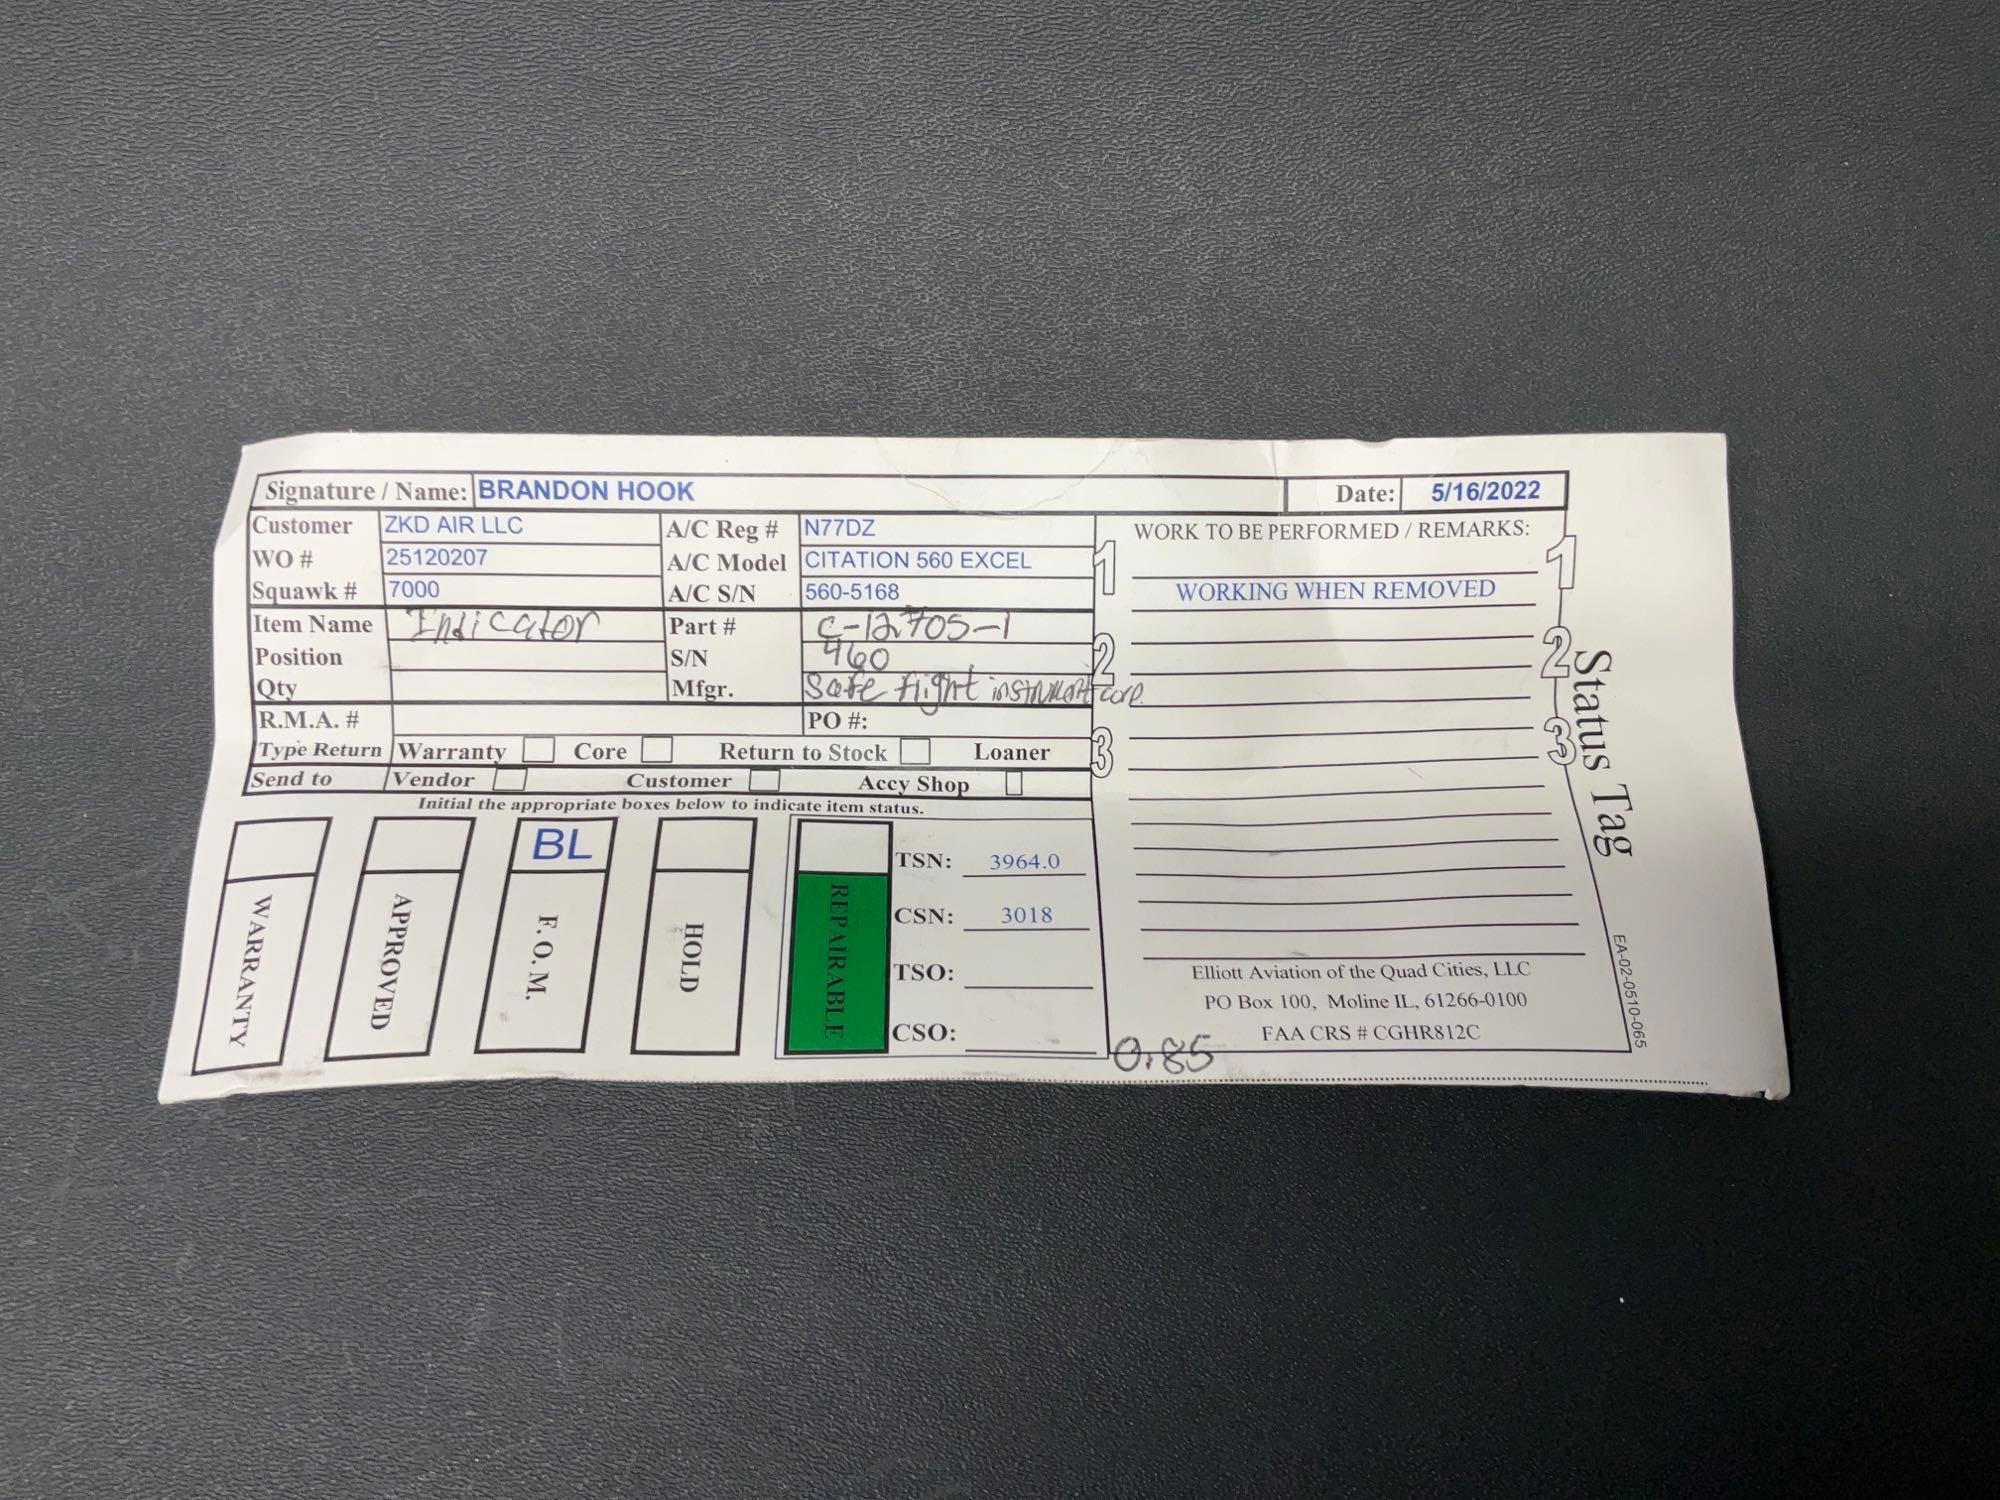 Signature / Name: BRANDON HOOK Date: 5/16/2022
Customer ZKD AIR LLC A/C Reg # N77DZ
WO # 25120207 A/C Model CITATION 560 EXCEL
Squawk # 7000 A/C S/N 560-5168
Item Name Indicator Part # C-12705-1
Position S/N 460
Qty Mfgr. Safe flight instrument corp.
R.M.A. # PO #:
Type Return Warranty Core Return to Stock Loaner
Send to Vendor Customer Accy Shop
Initial the appropriate boxes below to indicate item status.
WARRANTY
APPROVED
BL
F. O. M.
HOLD
REPAIRABLE
TSN: 3964.0
CSN: 3018
TSO:
CSO:
1
2
3
WORK TO BE PERFORMED / REMARKS:
WORKING WHEN REMOVED
Elliott Aviation of the Quad Cities, LLC
PO Box 100, Moline IL, 61266-0100
FAA CRS # CGHR812C
0.85
1
2
3
Status Tag
EA-02-0510-065